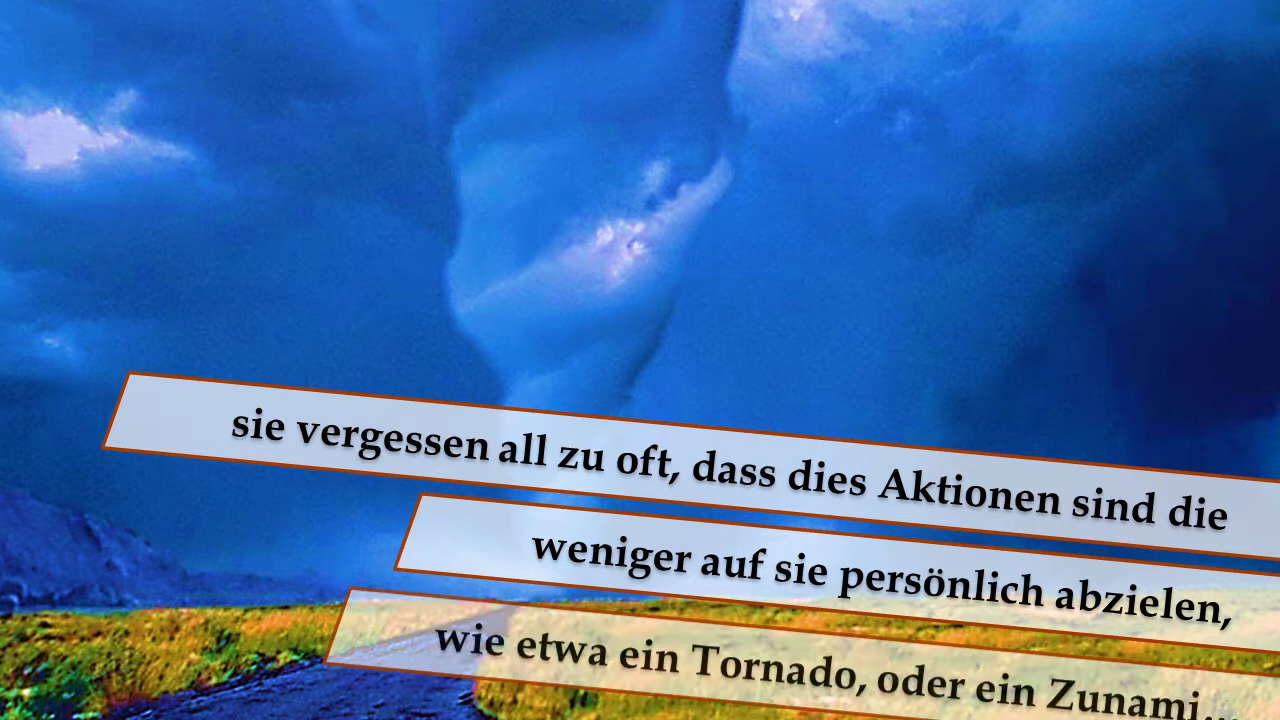 sie vergessen all zu oft, dass dies Aktionen sind die
weniger auf sie persönlich abzielen,
wie etwa ein Tornado, oder ein Zunami...